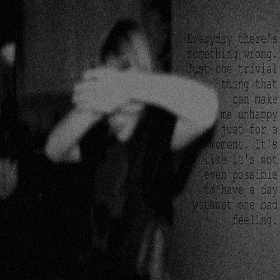 Everyday there's
something wrong.
Just one trivial
thing that
can make
me unhappy
just for a
moment. It's
like it's not
even possible
to have a day
without one bad
feeling.